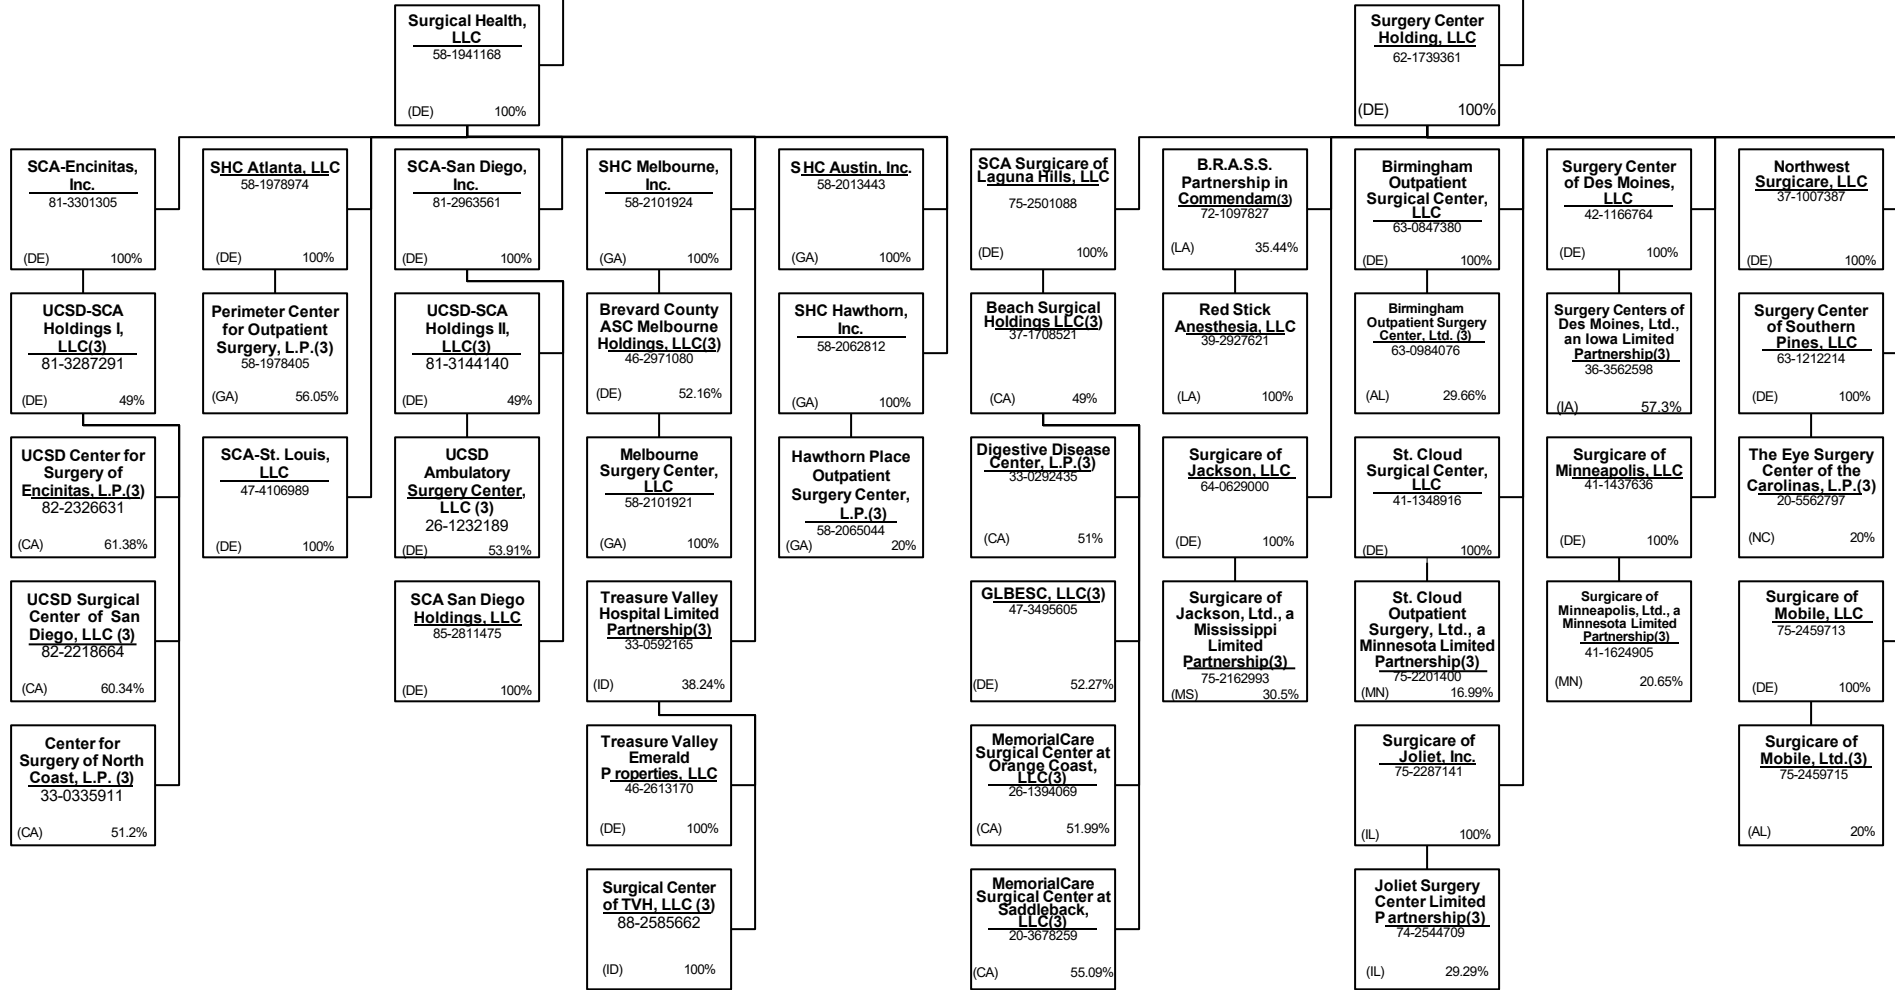 Surgical Health,
LLC
58-1941168
(DE) 100%
Surgery Center
Holding, LLC
62-1739361
(DE) 100%
SCA-Encinitas,
Inc.
81-3301305
(DE) 100%
SHC Atlanta, LLC
58-1978974
(DE) 100%
SCA-San Diego,
Inc.
81-2963561
(DE) 100%
SHC Melbourne,
Inc.
58-2101924
(GA) 100%
SHC Austin, Inc.
58-2013443
(GA) 100%
SCA Surgicare of
Laguna Hills, LLC
75-2501088
(DE) 100%
B.R.A.S.S.
Partnership in
Commendam(3)
72-1097827
(LA) 35.44%
Birmingham
Outpatient
Surgical Center,
LLC
63-0847380
(DE) 100%
Surgery Center
of Des Moines,
LLC
42-1166764
(DE) 100%
Northwest
Surgicare, LLC
37-1007387
(DE) 100%
UCSD-SCA
Holdings I,
LLC(3)
81-3287291
(DE) 49%
Perimeter Center
for Outpatient
Surgery, L.P.(3)
58-1978405
(GA) 56.05%
UCSD-SCA
Holdings II,
LLC(3)
81-3144140
(DE) 49%
Brevard County
ASC Melbourne
Holdings, LLC(3)
46-2971080
(DE) 52.16%
SHC Hawthorn,
Inc.
58-2062812
(GA) 100%
Beach Surgical
Holdings LLC(3)
37-1708521
(CA) 49%
Red Stick
Anesthesia, LLC
39-2927621
(LA) 100%
Birmingham
Outpatient Surgery
Center, Ltd. (3)
63-0984076
(AL) 29.66%
Surgery Centers of
Des Moines, Ltd.,
an Iowa Limited
Partnership(3)
36-3562598
(IA) 57.3%
Surgery Center
of Southern
Pines, LLC
63-1212214
(DE) 100%
UCSD Center for
Surgery of
Encinitas, L.P.(3)
82-2326631
(CA) 61.38%
SCA-St. Louis,
LLC
47-4106989
(DE) 100%
UCSD
Ambulatory
Surgery Center,
LLC (3)
26-1232189
(DE) 53.91%
Melbourne
Surgery Center,
LLC
58-2101921
(GA) 100%
Hawthorn Place
Outpatient
Surgery Center,
L.P.(3)
58-2065044
(GA) 20%
Digestive Disease
Center, L.P.(3)
33-0292435
(CA) 51%
Surgicare of
Jackson, LLC
64-0629000
(DE) 100%
St. Cloud
Surgical Center,
LLC
41-1348916
(DE) 100%
Surgicare of
Minneapolis, LLC
41-1437636
(DE) 100%
The Eye Surgery
Center of the
Carolinas, L.P.(3)
20-5562797
(NC) 20%
UCSD Surgical
Center of San
Diego, LLC (3)
82-2218664
(CA) 60.34%
SCA San Diego
Holdings, LLC
85-2811475
(DE) 100%
Treasure Valley
Hospital Limited
Partnership(3)
33-0592165
(ID) 38.24%
GLBESC, LLC(3)
47-3495605
(DE) 52.27%
Surgicare of
Jackson, Ltd., a
Mississippi
Limited
Partnership(3)
75-2162993
(MS) 30.5%
St. Cloud
Outpatient
Surgery, Ltd., a
Minnesota Limited
Partnership(3)
75-2201400
(MN) 16.99%
Surgicare of
Minneapolis, Ltd., a
Minnesota Limited
Partnership(3)
41-1624905
(MN) 20.65%
Surgicare of
Mobile, LLC
75-2459713
(DE) 100%
Center for
Surgery of North
Coast, L.P. (3)
33-0335911
(CA) 51.2%
Treasure Valley
Emerald
Properties, LLC
46-2613170
(DE) 100%
MemorialCare
Surgical Center at
Orange Coast,
LLC(3)
26-1394069
(CA) 51.99%
Surgicare of
Joliet, Inc.
75-2287141
(IL) 100%
Surgicare of
Mobile, Ltd.(3)
75-2459715
(AL) 20%
Surgical Center
of TVH, LLC (3)
88-2585662
(ID) 100%
MemorialCare
Surgical Center at
Saddleback,
LLC(3)
20-3678259
(CA) 55.09%
Joliet Surgery
Center Limited
Partnership(3)
74-2544709
(IL) 29.29%